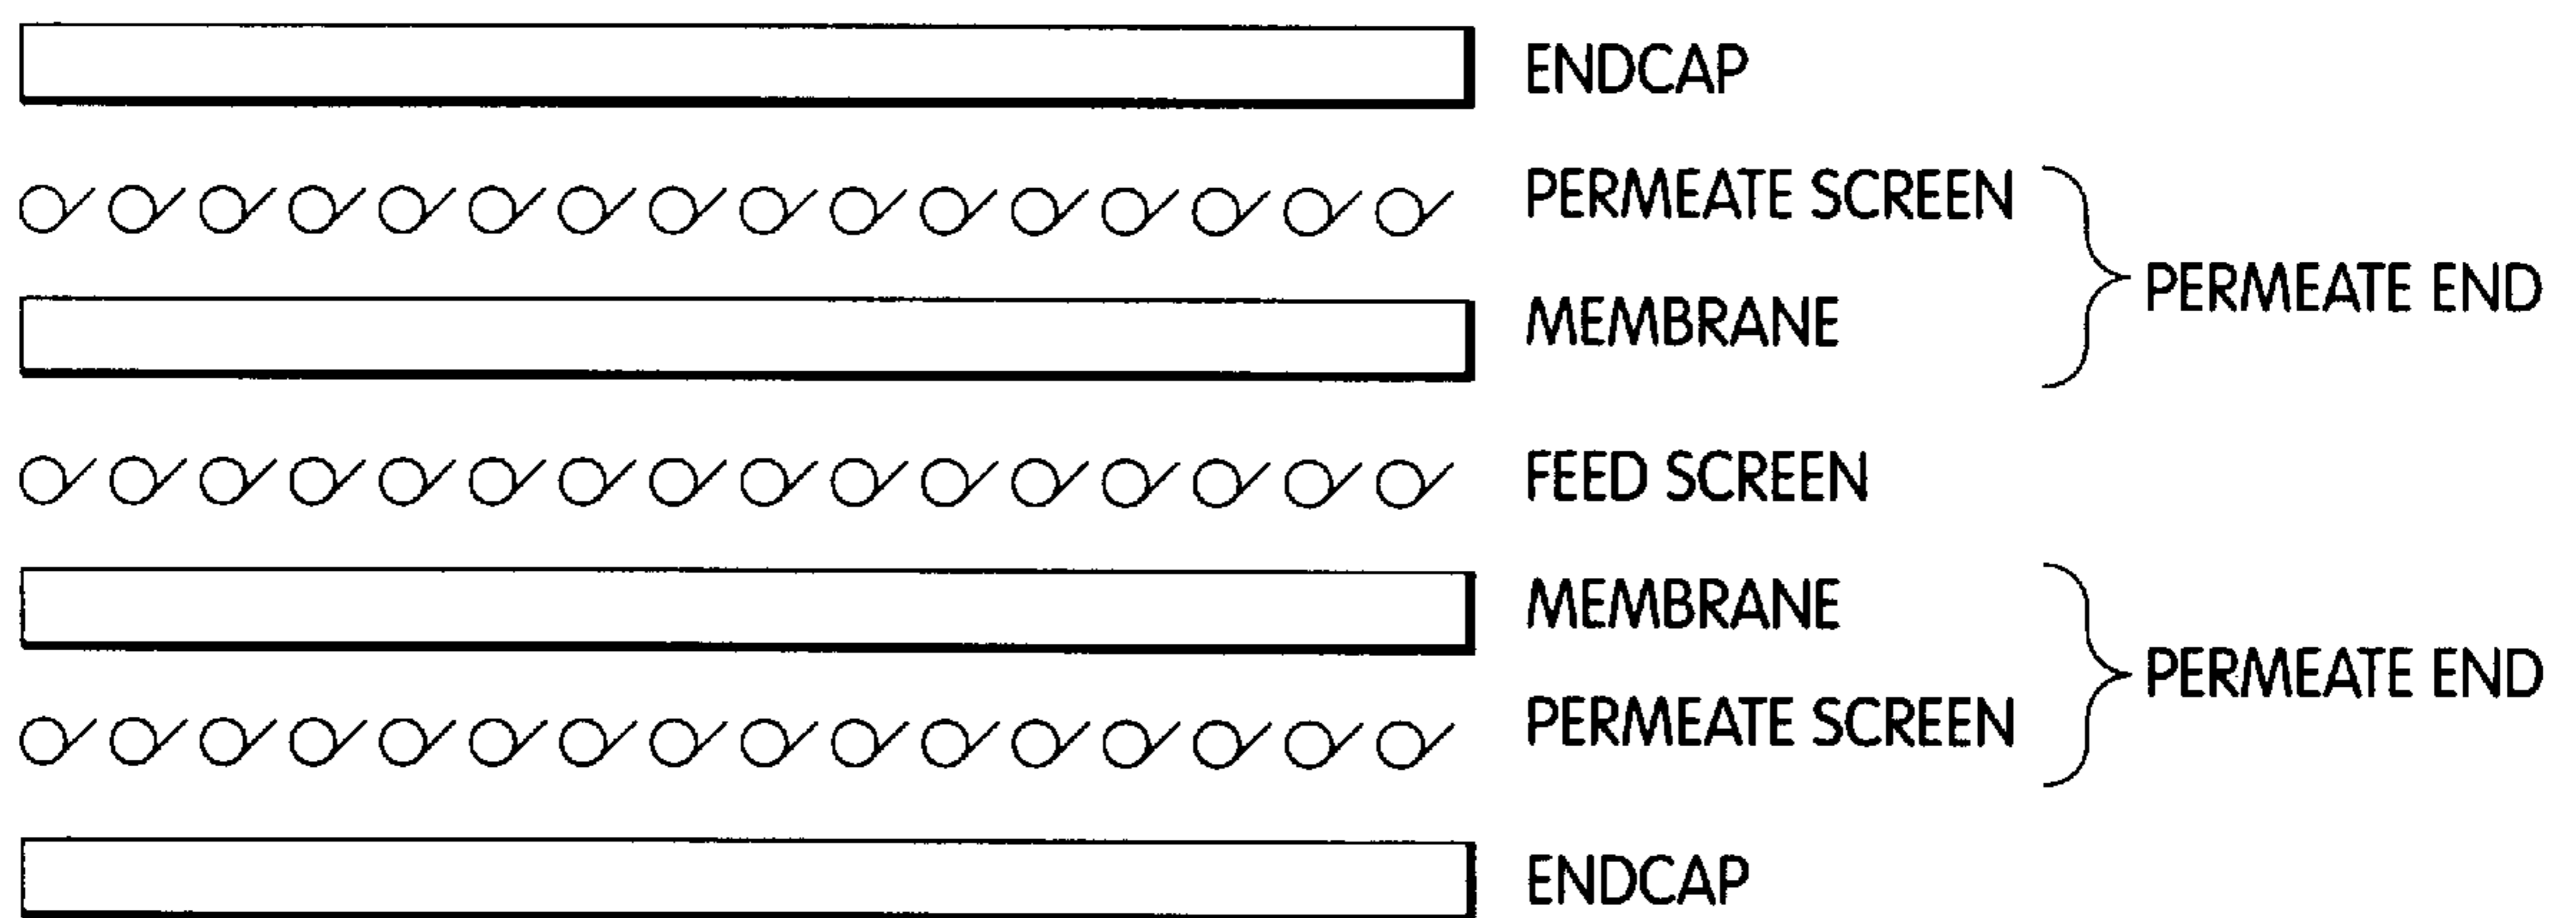 ENDCAP
PERMEATE SCREEN
PERMEATE END
MEMBRANE
FEED SCREEN
MEMBRANE
PERMEATE END
PERMEATE SCREEN
ENDCAP